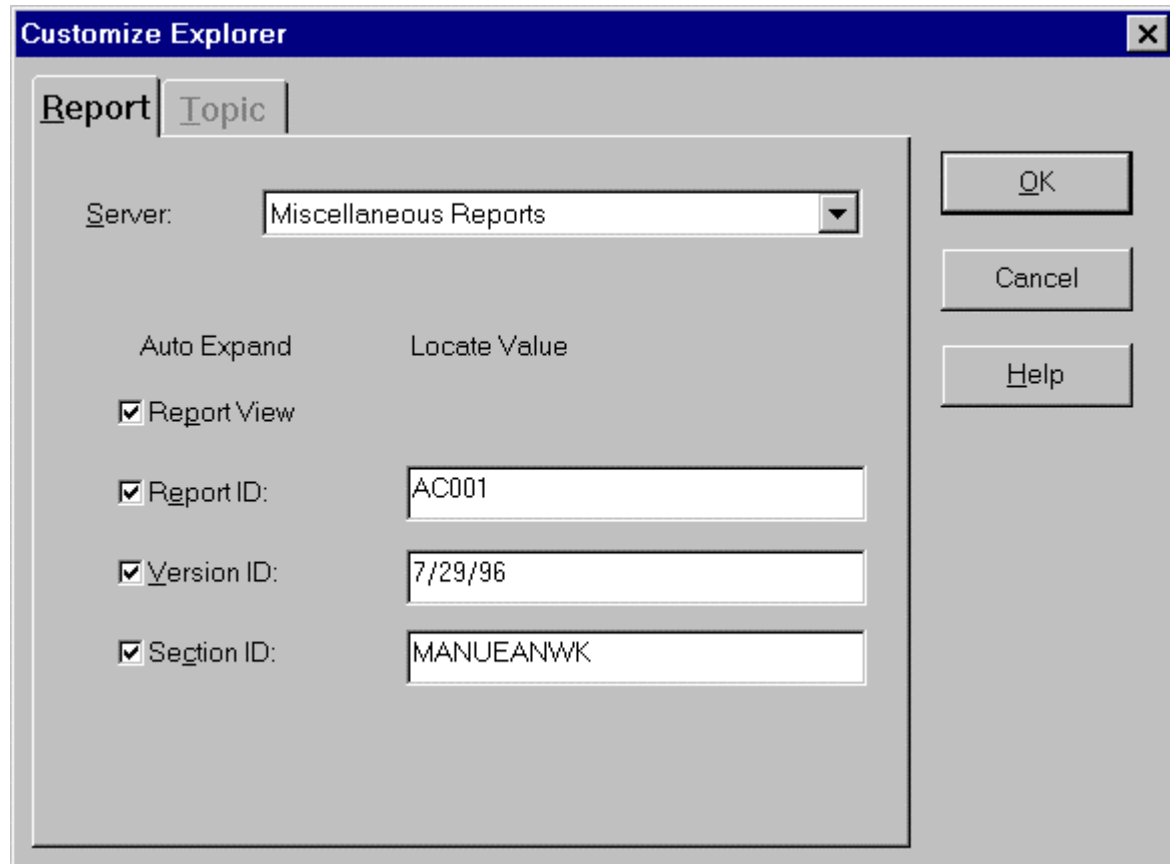 Customize Explorer
Report Topic
Server: Miscellaneous Reports
OK
Cancel
Auto Expand Locate Value
Help
Report View
Report ID: AC001
Version ID: 7/29/96
Section ID: MANUEANWK